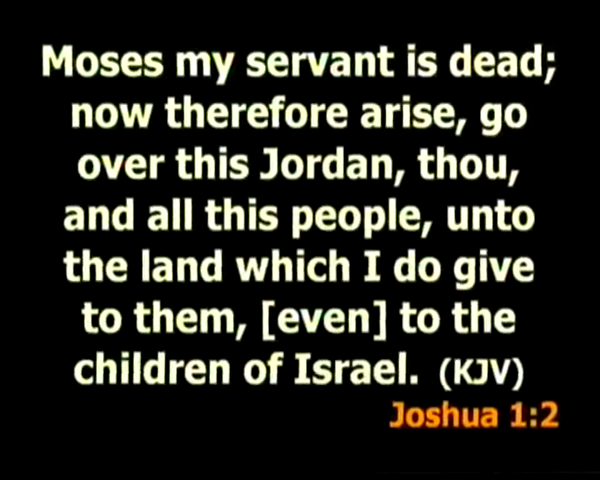 Moses my servant is dead;
now therefore arise, go
over this Jordan, thou,
and all this people, unto
the land which I do give
to them, [even] to the
children of Israel. (KJV)
Joshua 1:2